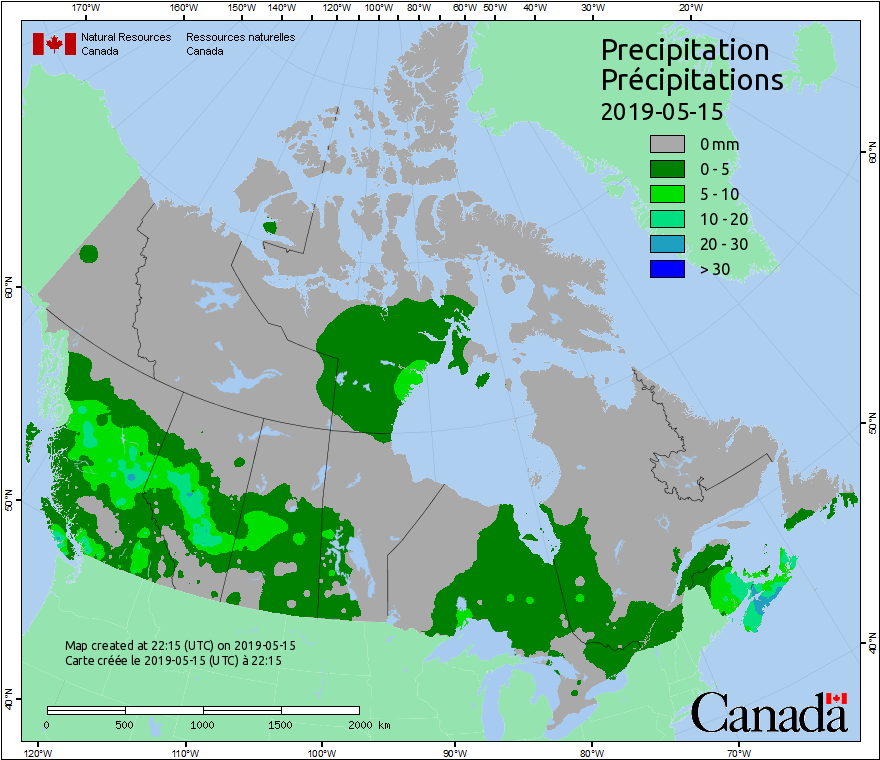 170°W 160°W 150°W 140°W 130°W 120°W 110°W 100°W 90°W 80°W 60°W 50°W 40°W 30°W 20°W
Natural Resources Ressources naturelles
Canada Canada
Precipitation
Précipitations
2019-05-15
0 mm
0 - 5
5 - 10
10 - 20
20 - 30
> 30
60°N
60°N
50°N
50°N
40°N
40°N
Map created at 22:15 (UTC) on 2019-05-15
Carte créée le 2019-05-15 (UTC) à 22:15
0 500 1000 1500 2000 km
Canada
120°W 110°W 100°W 90°W 80°W 70°W